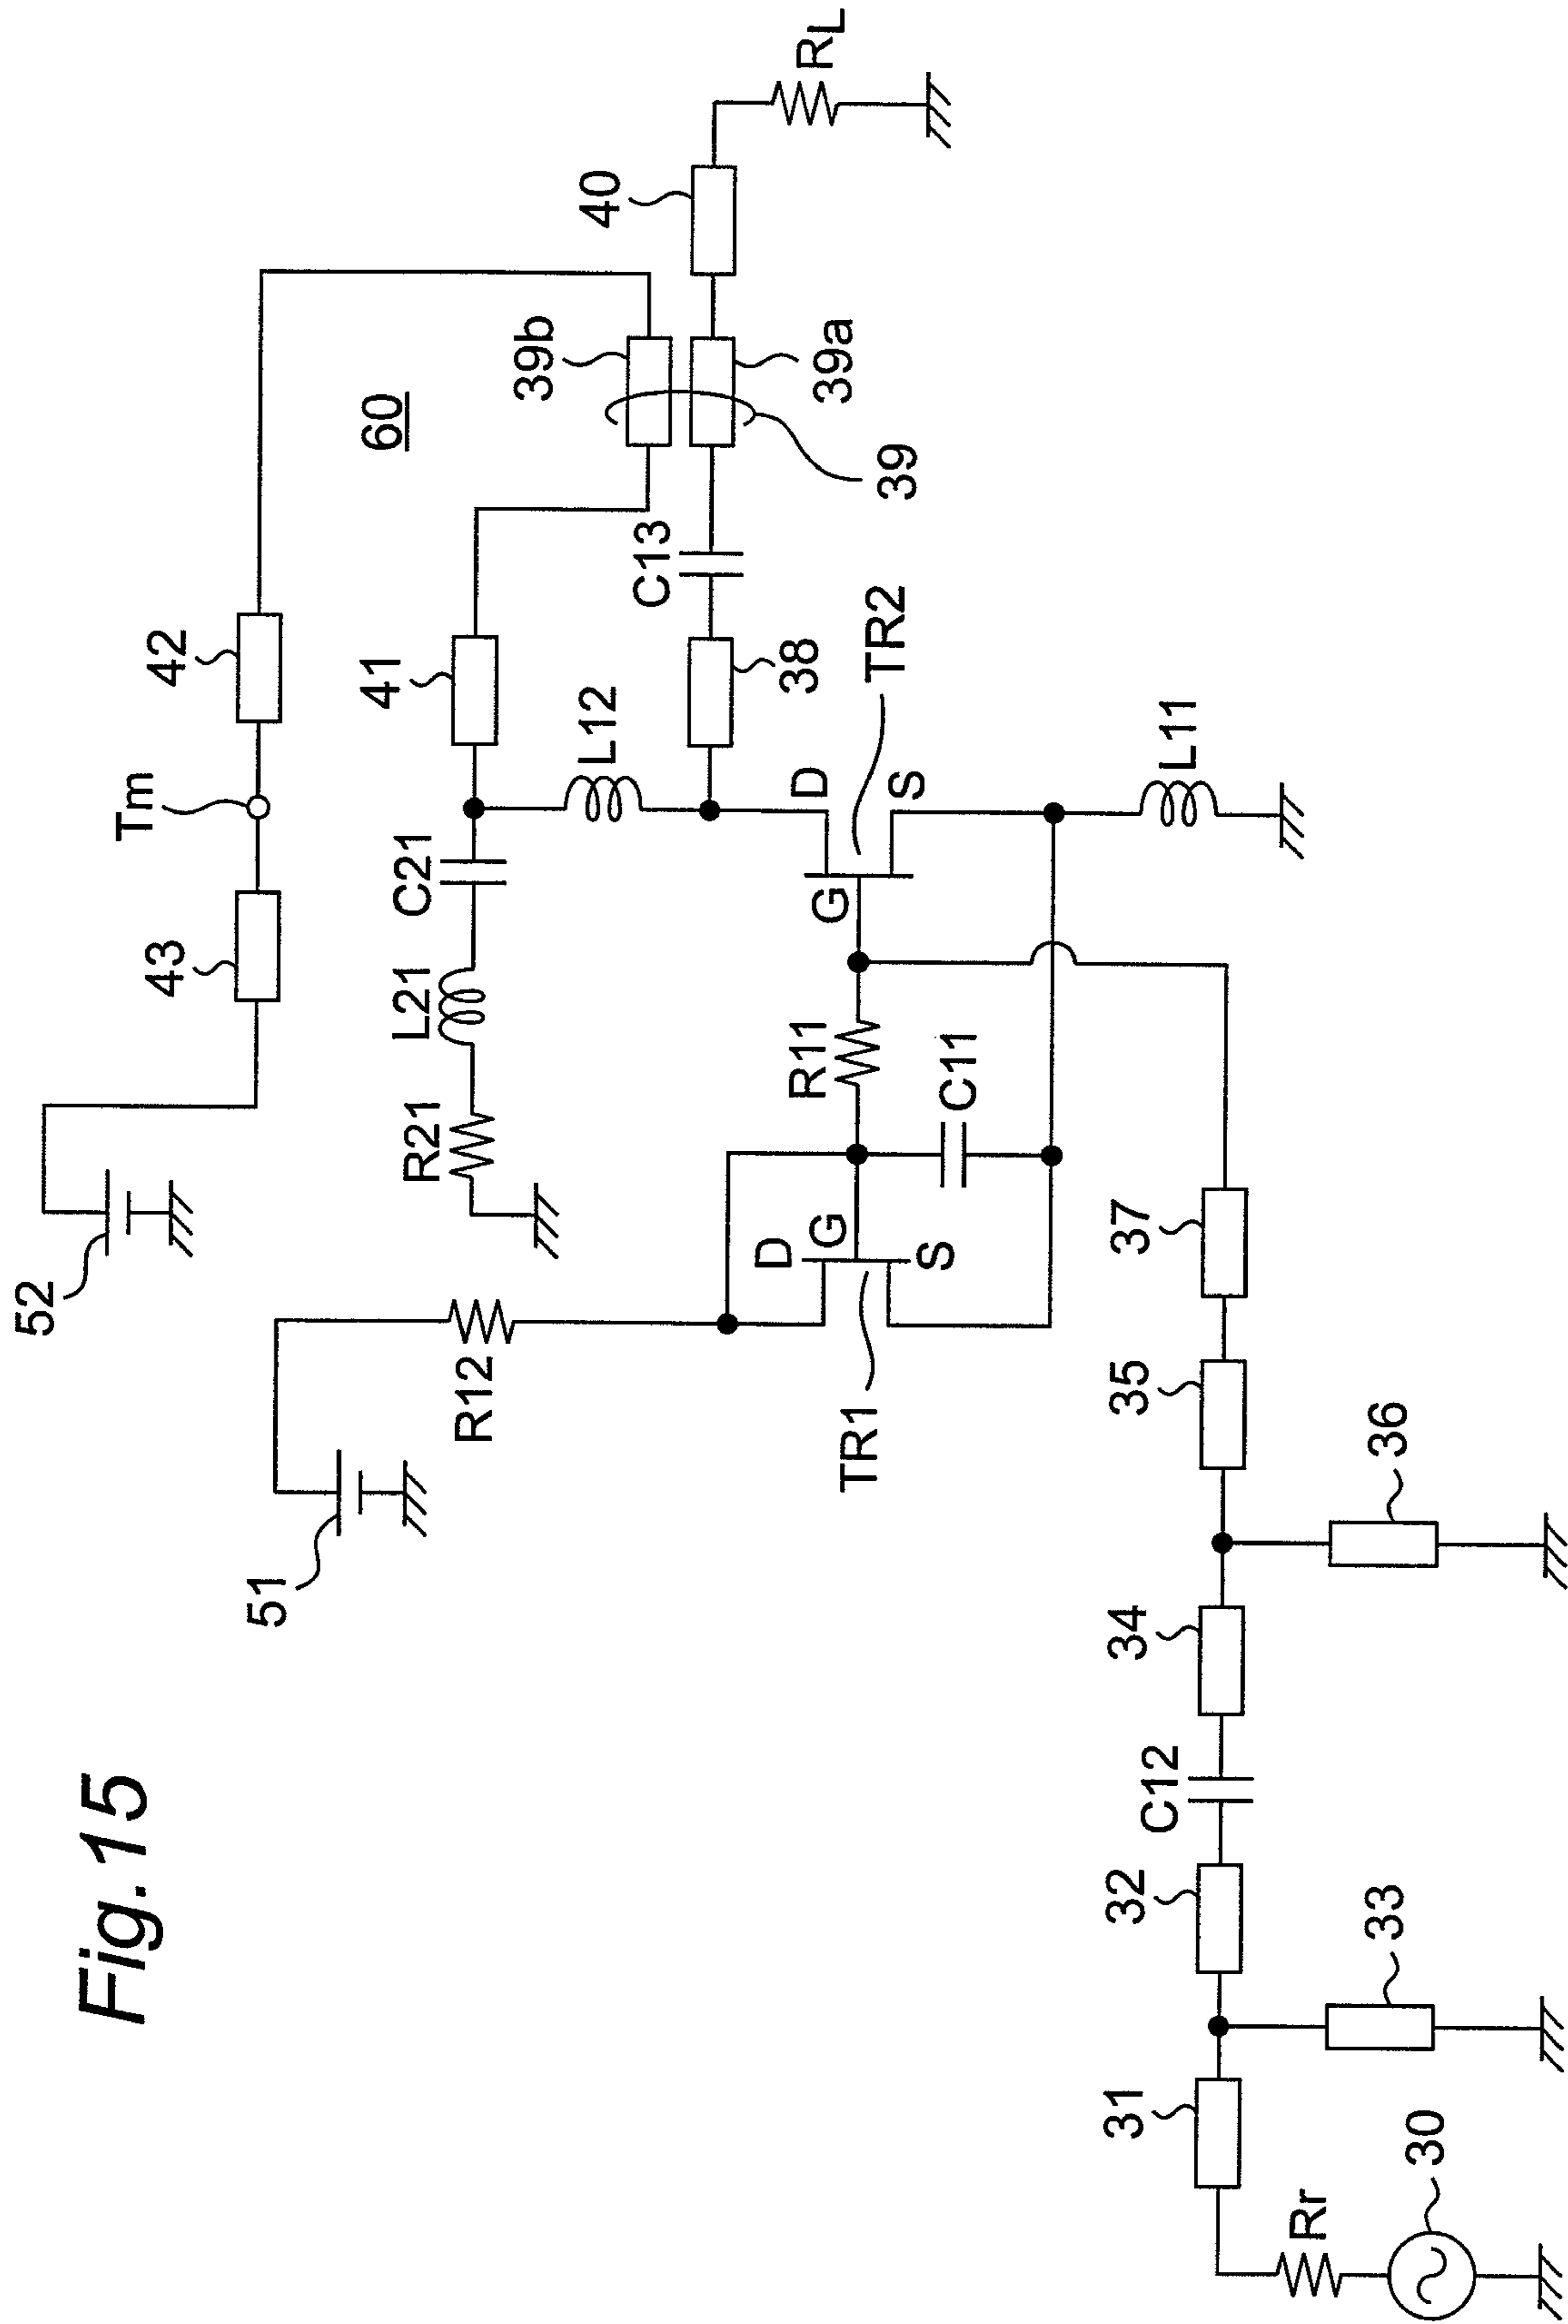 Fig.15
52
43
Tm
42
51
R12
R21
L21
C21
41
60
L12
39b
C13
39a
39
40
RL
38
TR1
D
G
S
R11
C11
G
D
S
TR2
L11
30
Rr
31
33
32
C12
34
36
35
37